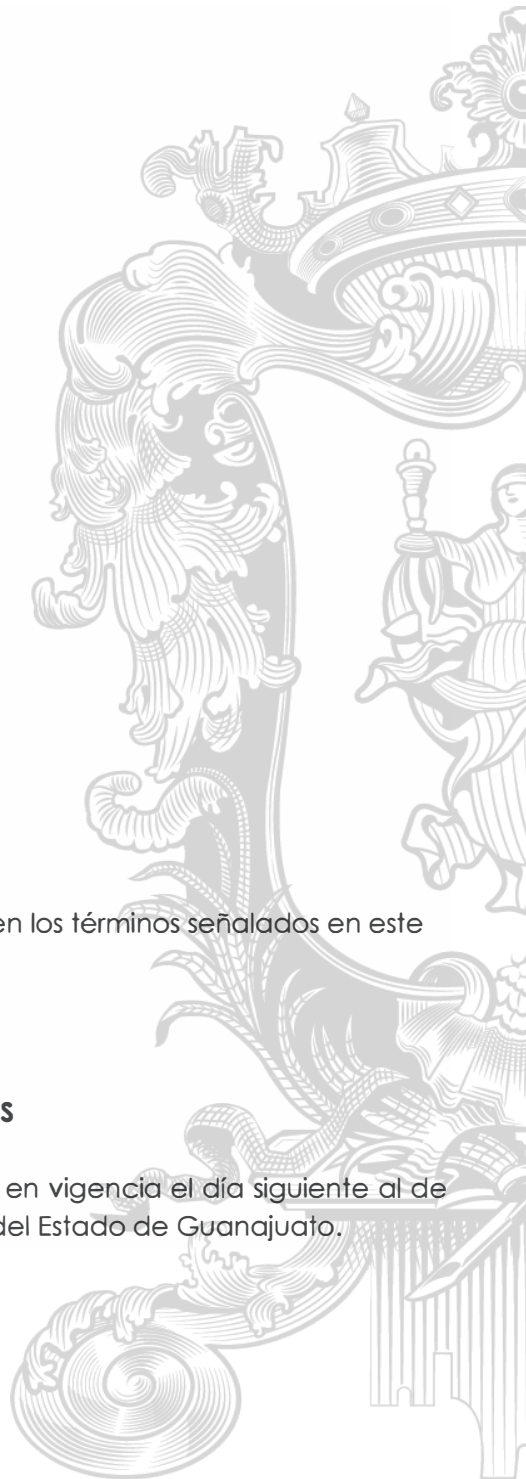 en los términos señalados en este
s
en vigencia el día siguiente al de
del Estado de Guanajuato.